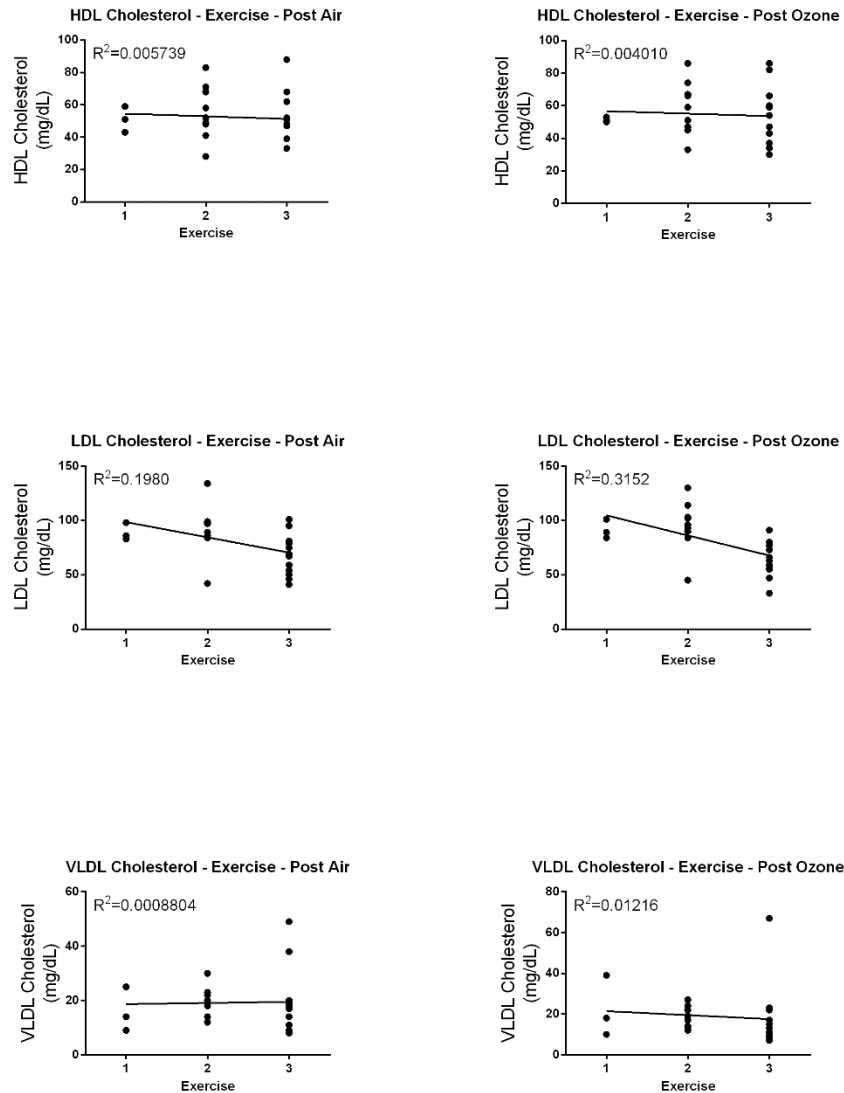 HDL Cholesterol - Exercise - Post Air
R²=0.005739
HDL Cholesterol
(mg/dL)
100
80
60
40
20
0
1 2 3
Exercise
HDL Cholesterol - Exercise - Post Ozone
R²=0.004010
HDL Cholesterol
(mg/dL)
100
80
60
40
20
0
1 2 3
Exercise
LDL Cholesterol - Exercise - Post Air
R²=0.1980
LDL Cholesterol
(mg/dL)
150
100
50
0
1 2 3
Exercise
LDL Cholesterol - Exercise - Post Ozone
R²=0.3152
LDL Cholesterol
(mg/dL)
150
100
50
0
1 2 3
Exercise
VLDL Cholesterol - Exercise - Post Air
R²=0.0008804
VLDL Cholesterol
(mg/dL)
60
40
20
0
1 2 3
Exercise
VLDL Cholesterol - Exercise - Post Ozone
R²=0.01216
VLDL Cholesterol
(mg/dL)
80
60
40
20
0
1 2 3
Exercise